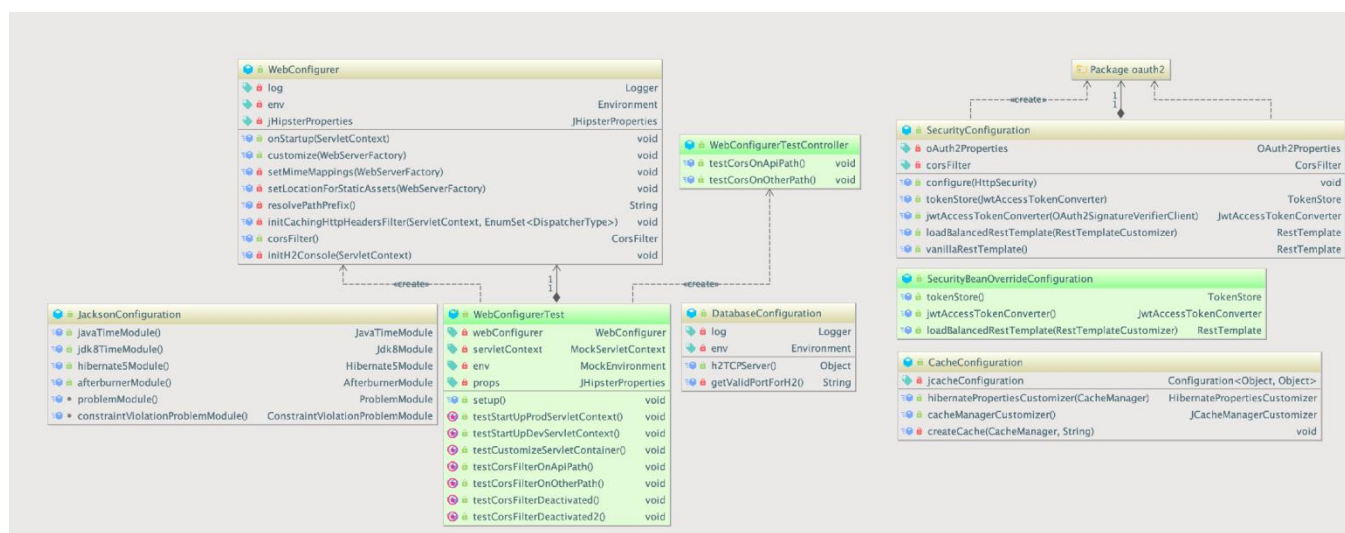 WebConfigurer
log Logger
env Environment
jHipsterProperties JHipsterProperties
onStartup(ServletContext) void
customize(WebServerFactory) void
setMimeMappings(WebServerFactory) void
setLocationForStaticAssets(WebServerFactory) void
resolvePathPrefix() String
initCachingHttpHeadersFilter(ServletContext, EnumSet<DispatcherType>) void
corsFilter() CorsFilter
initH2Console(ServletContext) void
WebConfigurerTestController
testCorsOnApiPath() void
testCorsOnOtherPath() void
Package oauth2
«create»
1
1
SecurityConfiguration
oAuth2Properties OAuth2Properties
corsFilter CorsFilter
configure(HttpSecurity) void
tokenStore(JwtAccessTokenConverter) TokenStore
jwtAccessTokenConverter(OAuth2SignatureVerifierClient) JwtAccessTokenConverter
loadBalancedRestTemplate(RestTemplateCustomizer) RestTemplate
vanillaRestTemplate() RestTemplate
SecurityBeanOverrideConfiguration
tokenStore() TokenStore
jwtAccessTokenConverter() JwtAccessTokenConverter
loadBalancedRestTemplate(RestTemplateCustomizer) RestTemplate
CacheConfiguration
jcacheConfiguration Configuration<Object, Object>
hibernatePropertiesCustomizer(CacheManager) HibernatePropertiesCustomizer
cacheManagerCustomizer() JCacheManagerCustomizer
createCache(CacheManager, String) void
«create»
1
1
«create»
JacksonConfiguration
javaTimeModule() JavaTimeModule
jdk8TimeModule() Jdk8Module
hibernate5Module() Hibernate5Module
afterburnerModule() AfterburnerModule
problemModule() ProblemModule
constraintViolationProblemModule() ConstraintViolationProblemModule
WebConfigurerTest
webConfigurer WebConfigurer
servletContext MockServletContext
env MockEnvironment
props JHipsterProperties
setup() void
testStartUpProdServletContext() void
testStartUpDevServletContext() void
testCustomizeServletContainer() void
testCorsFilterOnApiPath() void
testCorsFilterOnOtherPath() void
testCorsFilterDeactivated() void
testCorsFilterDeactivated2() void
DatabaseConfiguration
log Logger
env Environment
h2TCPServer() Object
getValidPortForH2() String